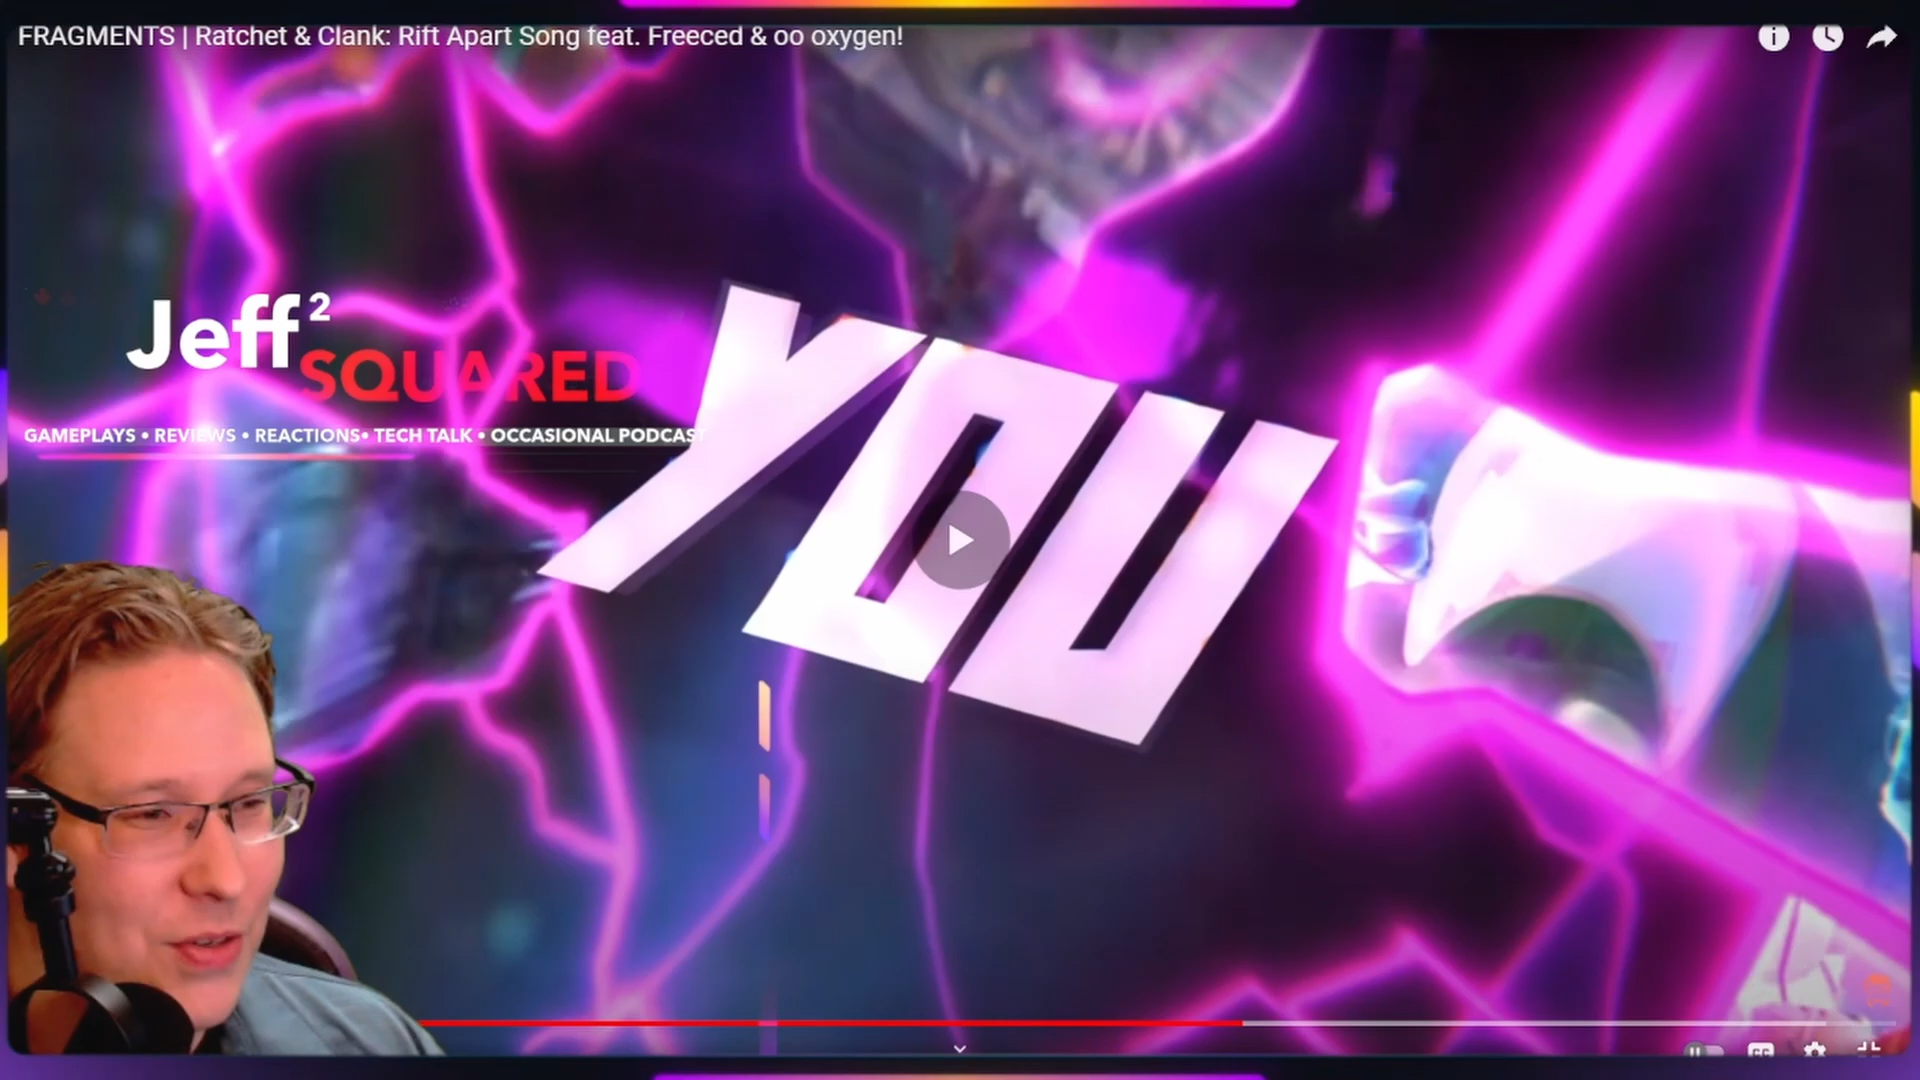 FRAGMENTS | Ratchet & Clank: Rift Apart Song feat. Freeced & oo oxygen!
Jeff²
SQUARED
GAMEPLAYS • REVIEWS • REACTIONS• TECH TALK • OCCASIONAL PODCAST
YOU